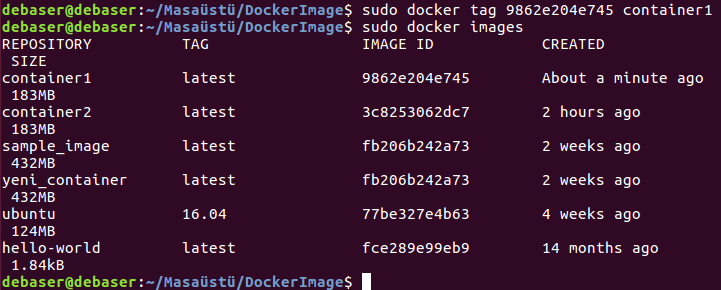 debaser@debaser:~/Masaüstü/DockerImage$ sudo docker tag 9862e204e745 container1
debaser@debaser:~/Masaüstü/DockerImage$ sudo docker images
REPOSITORY TAG IMAGE ID CREATED
SIZE
container1 latest 9862e204e745 About a minute ago
183MB
container2 latest 3c8253062dc7 2 hours ago
183MB
sample_image latest fb206b242a73 2 weeks ago
432MB
yeni_container latest fb206b242a73 2 weeks ago
432MB
ubuntu 16.04 77be327e4b63 4 weeks ago
124MB
hello-world latest fce289e99eb9 14 months ago
1.84kB
debaser@debaser:~/Masaüstü/DockerImage$